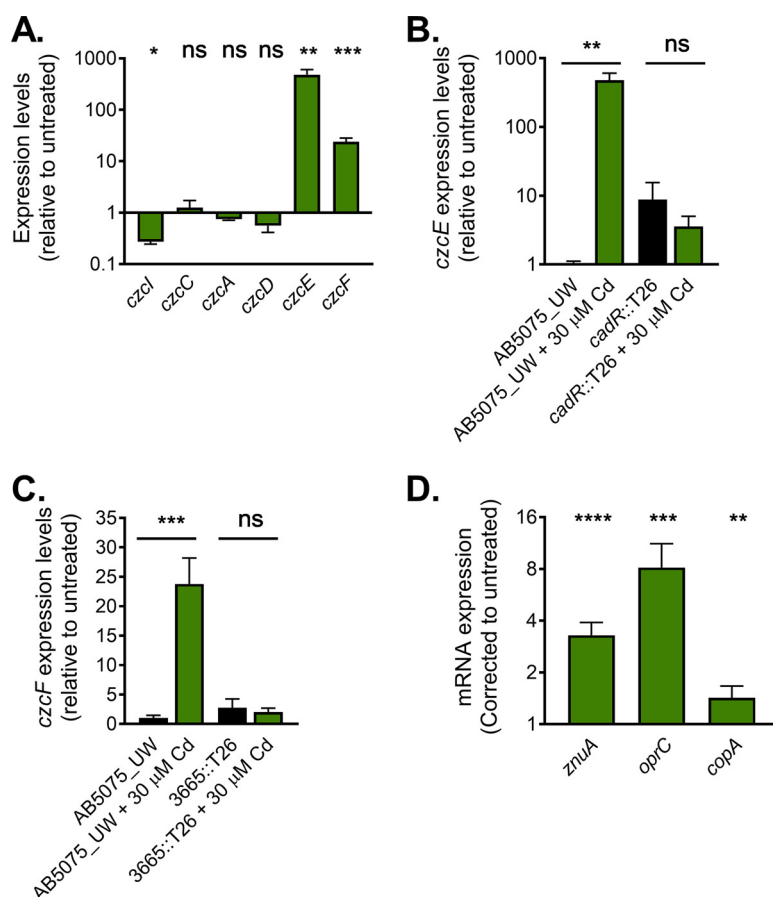 A.
Expression levels
(relative to untreated)
1000
100
10
1
0.1
* ns ns ns ** ***
czcI czcC czcA czcD czcE czcF
B.
czcE expression levels
(relative to untreated)
1000
100
10
1
** ns
AB5075_UW
AB5075_UW + 30 µM Cd
cadR::T26
cadR::T26 + 30 µM Cd
C.
czcF expression levels
(relative to untreated)
35
30
25
20
15
10
5
0
*** ns
AB5075_UW
AB5075_UW + 30 µM Cd
3665::T26
3665::T26 + 30 µM Cd
D.
mRNA expression
(Corrected to untreated)
16
8
4
2
1
**** *** **
znuA oprC copA